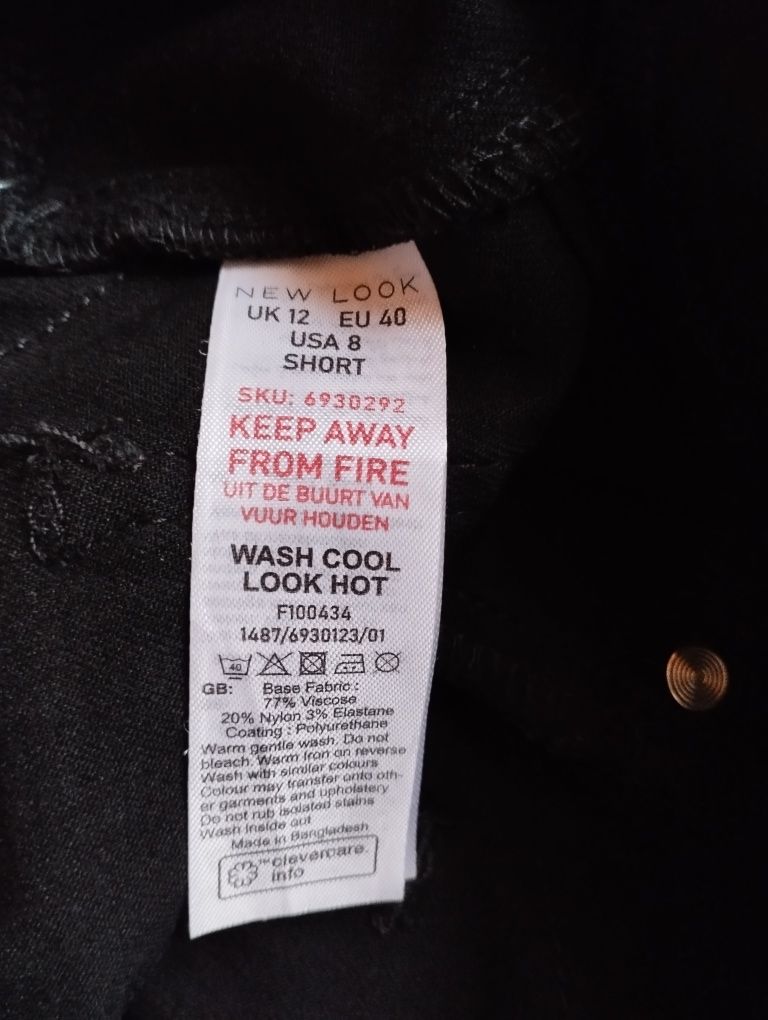 NEW LOOK
UK 12 EU 40
USA 8
SHORT
SKU: 6930292
KEEP AWAY
FROM FIRE
UIT DE BUURT VAN
VUUR HOUDEN
WASH COOL
LOOK HOT
F100434
1487/6930123/01
40
GB: Base Fabric :
77% Viscose
20% Nylon 3% Elastane
Coating : Polyurethane
Warm gentle wash. Do not
bleach. Warm Iron on reverse
Wash with similar colours
Colour may transfer onto oth-
er garments and upholstery
Do not rub isolated stains
Wash inside out
Made in Bangladesh
™clevercare.
info